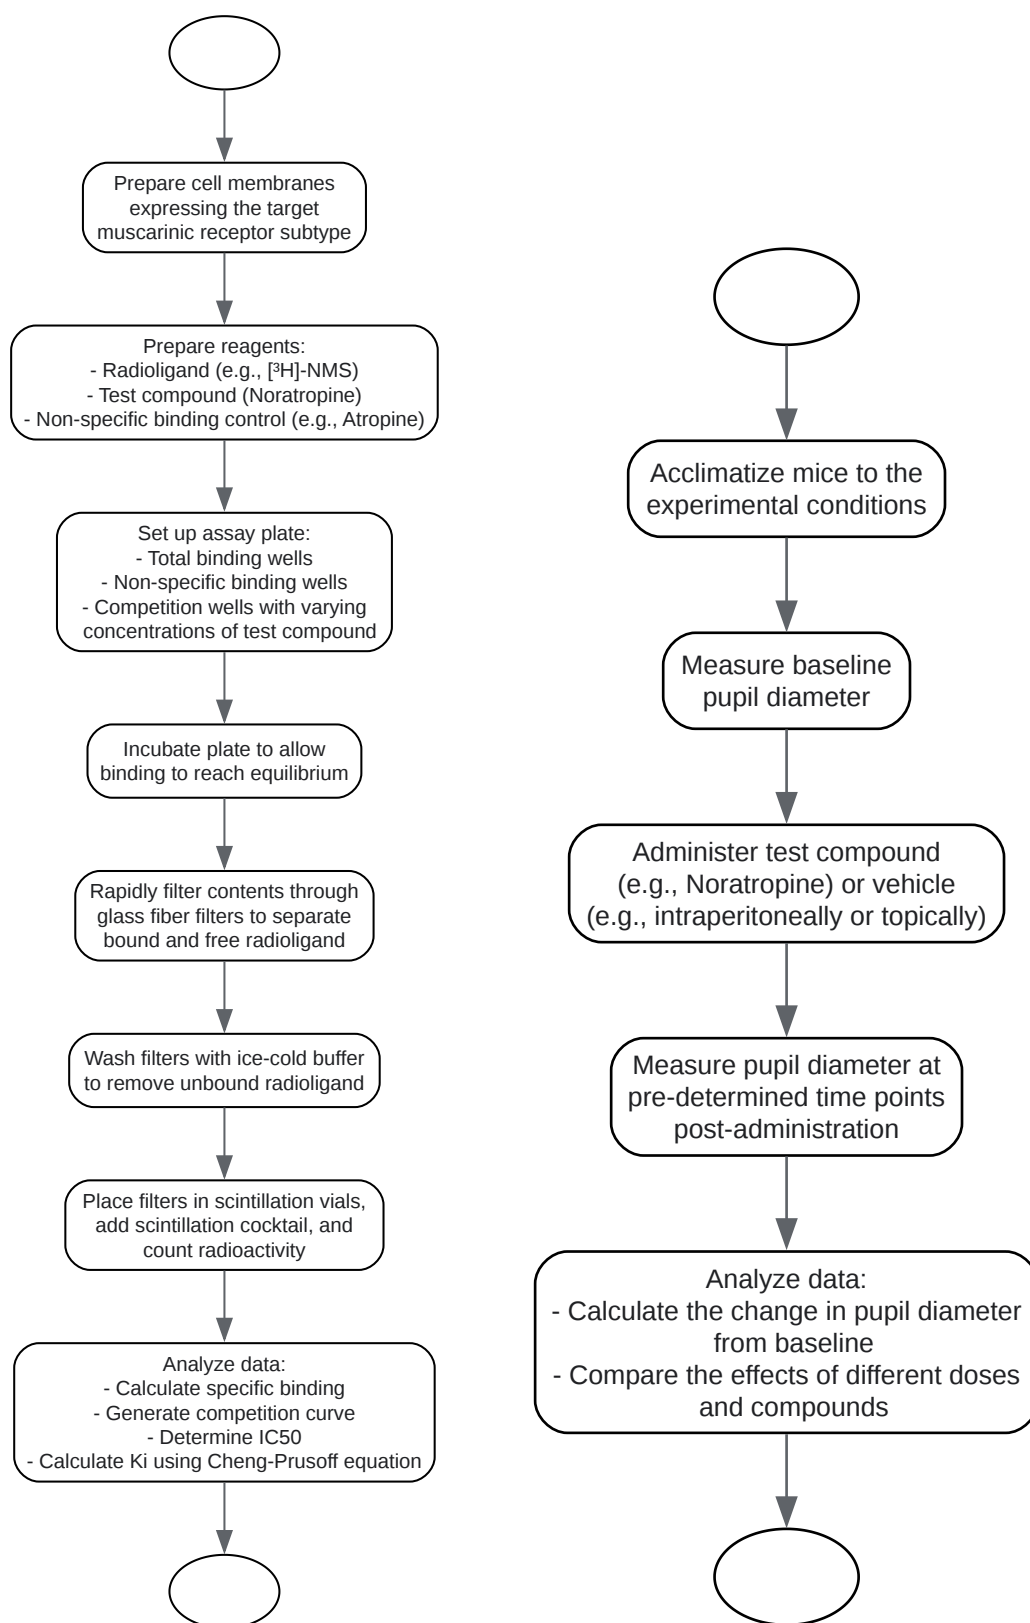 Prepare cell membranes
expressing the target
muscarinic receptor subtype
Prepare reagents:
- Radioligand (e.g., [³H]-NMS)
- Test compound (Noratropine)
- Non-specific binding control (e.g., Atropine)
Set up assay plate:
- Total binding wells
- Non-specific binding wells
- Competition wells with varying
concentrations of test compound
Incubate plate to allow
binding to reach equilibrium
Rapidly filter contents through
glass fiber filters to separate
bound and free radioligand
Wash filters with ice-cold buffer
to remove unbound radioligand
Place filters in scintillation vials,
add scintillation cocktail, and
count radioactivity
Analyze data:
- Calculate specific binding
- Generate competition curve
- Determine IC50
- Calculate Ki using Cheng-Prusoff equation
Acclimatize mice to the
experimental conditions
Measure baseline
pupil diameter
Administer test compound
(e.g., Noratropine) or vehicle
(e.g., intraperitoneally or topically)
Measure pupil diameter at
pre-determined time points
post-administration
Analyze data:
- Calculate the change in pupil diameter
from baseline
- Compare the effects of different doses
and compounds